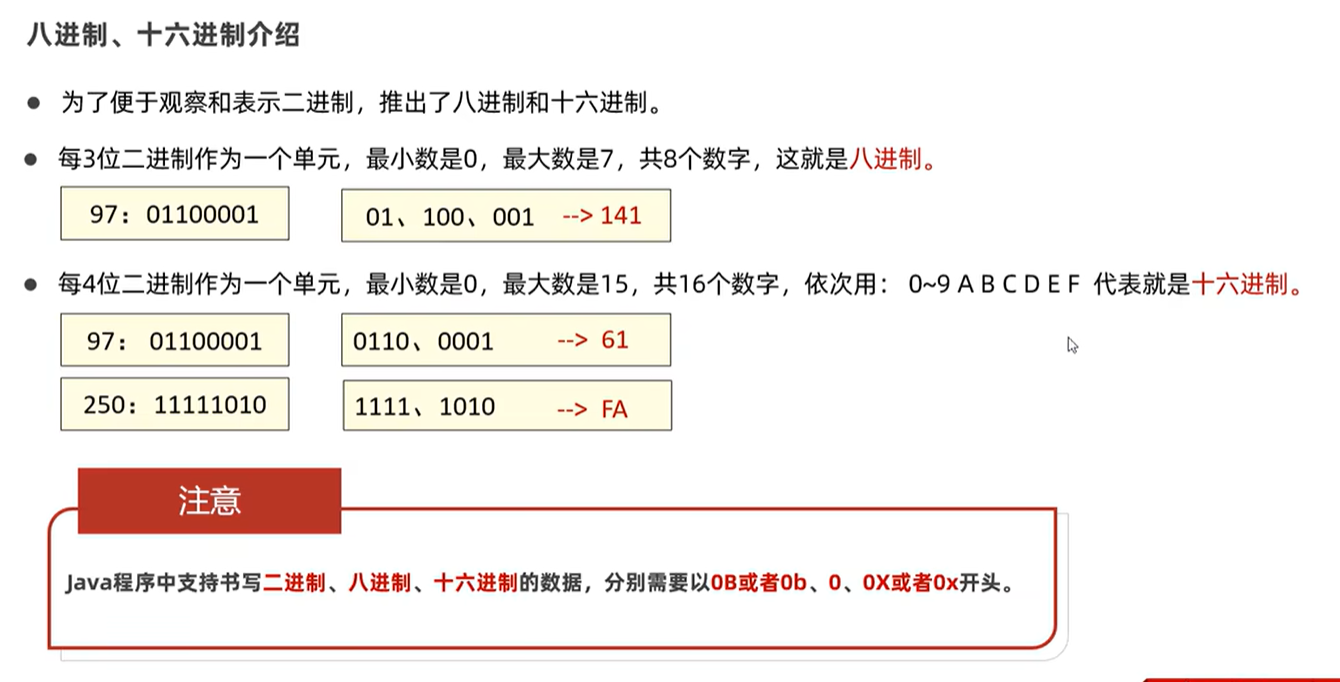 八进制、十六进制介绍
为了便于观察和表示二进制，推出了八进制和十六进制。
每3位二进制作为一个单元，最小数是0，最大数是7，共8个数字，这就是八进制。
97：01100001
01、100、001 --> 141
每4位二进制作为一个单元，最小数是0，最大数是15，共16个数字，依次用： 0~9 A B C D E F 代表就是十六进制。
97： 01100001
0110、0001 --> 61
250：11111010
1111、1010 --> FA
注意
Java程序中支持书写二进制、八进制、十六进制的数据，分别需要以0B或者0b、0、0X或者0x开头。